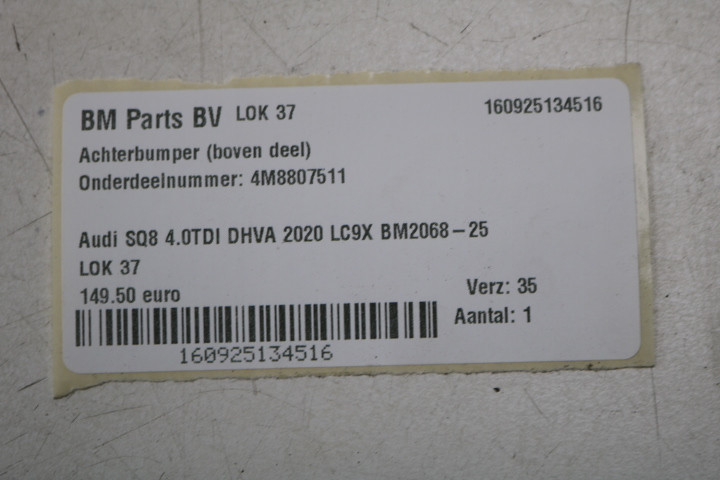 BM Parts BV LOK 37 160925134516
Achterbumper (boven deel)
Onderdeelnummer: 4M8807511
Audi SQ8 4.0TDI DHVA 2020 LC9X BM2068-25
LOK 37
149.50 euro Verz: 35
Aantal: 1
160925134516